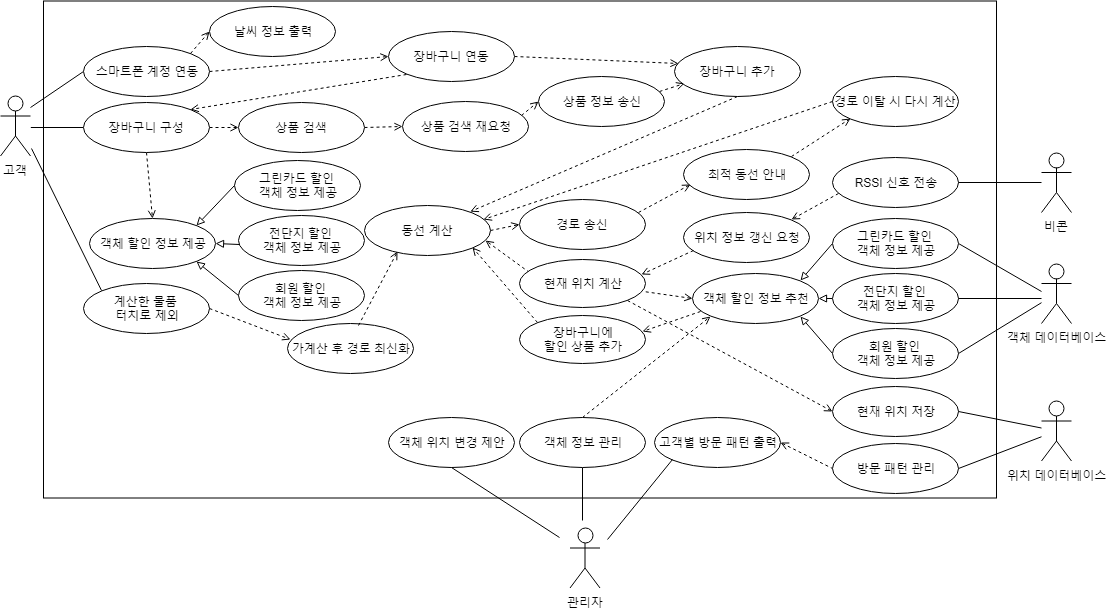 날씨 정보 출력
스마트폰 계정 연동
장바구니 연동
장바구니 추가
고객
장바구니 구성
상품 검색
상품 검색 재요청
상품 정보 송신
경로 이탈 시 다시 계산
그린카드 할인
객체 정보 제공
최적 동선 안내
RSSI 신호 전송
비콘
객체 할인 정보 제공
전단지 할인
객체 정보 제공
동선 계산
경로 송신
위치 정보 갱신 요청
그린카드 할인
객체 정보 제공
회원 할인
객체 정보 제공
현재 위치 계산
객체 할인 정보 추천
전단지 할인
객체 정보 제공
객체 데이터베이스
계산한 물품
터치로 제외
가계산 후 경로 최신화
장바구니에
할인 상품 추가
회원 할인
객체 정보 제공
현재 위치 저장
객체 위치 변경 제안
객체 정보 관리
고객별 방문 패턴 출력
방문 패턴 관리
위치 데이터베이스
관리자